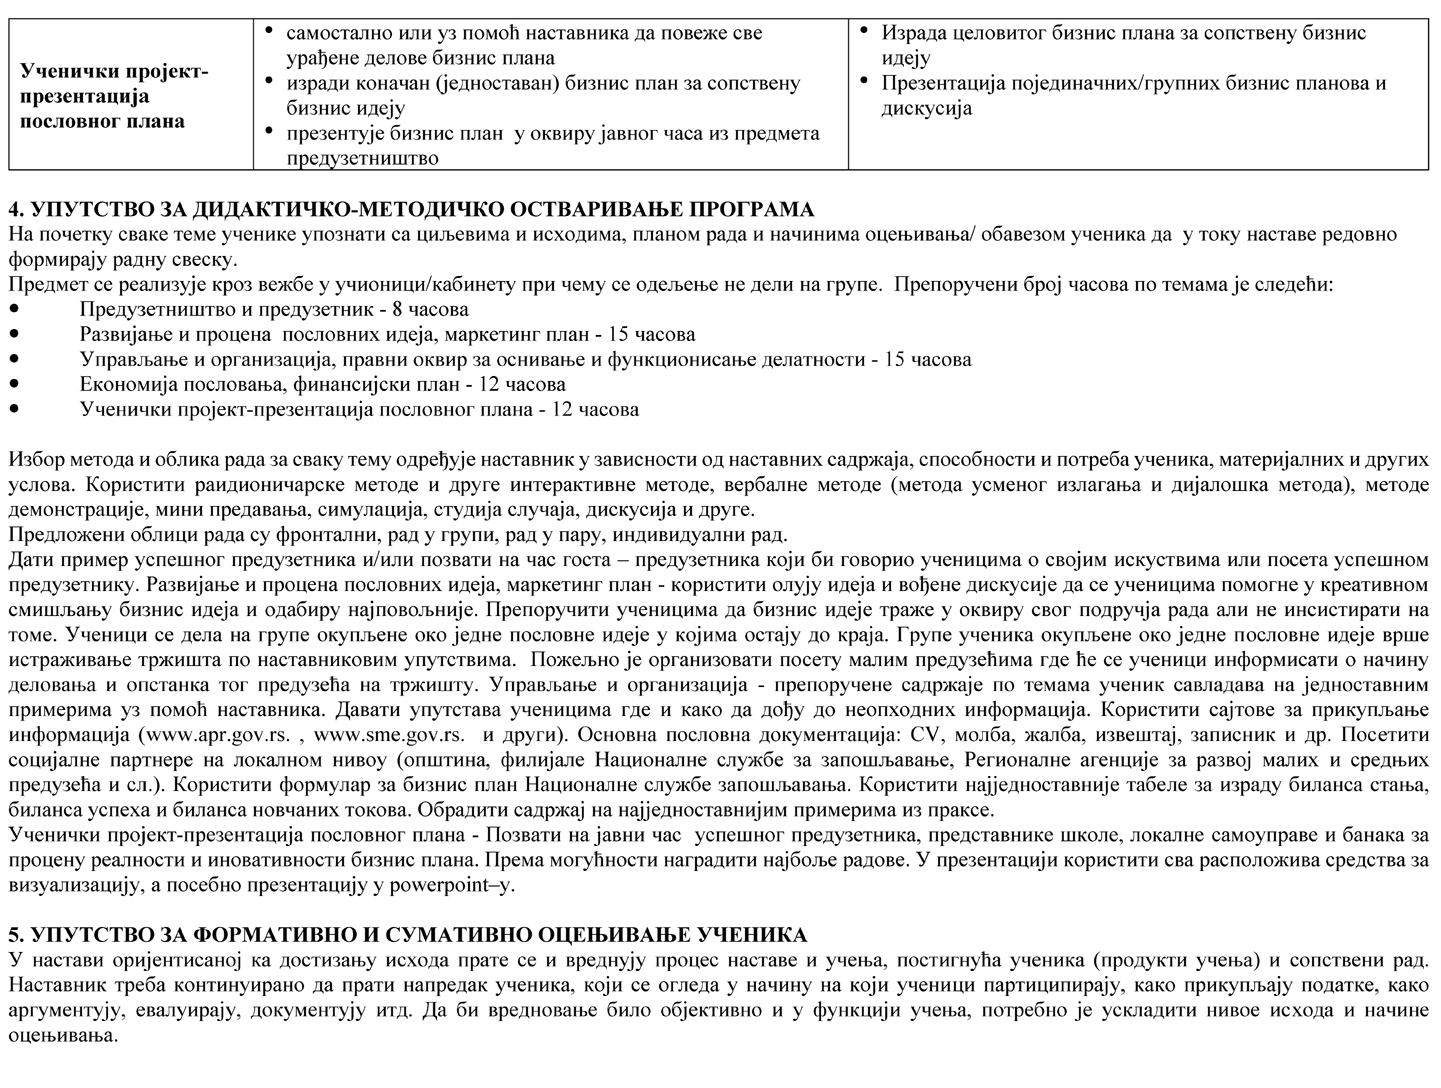 Ученички пројект-
презентација
пословног плана
• самостално или уз помоћ наставника да повеже све
урађене делове бизнис плана
• изради коначан (једноставан) бизнис план за сопствену
бизнис идеју
• презентује бизнис план  у оквиру јавног часа из предмета
предузетништво
• Израда целовитог бизнис плана за сопствену бизнис
идеју
• Презентација појединачних/групних бизнис планова и
дискусија
4. УПУТСТВО ЗА ДИДАКТИЧКО-МЕТОДИЧКО ОСТВАРИВАЊЕ ПРОГРАМА
На почетку сваке теме ученике упознати са циљевима и исходима, планом рада и начинима оцењивања/ обавезом ученика да  у току наставе редовно
формирају радну свеску.
Предмет се реализује кроз вежбе у учионици/кабинету при чему се одељење не дели на групе.  Препоручени број часова по темама је следећи:
• Предузетништво и предузетник - 8 часова
• Развијање и процена  пословних идеја, маркетинг план - 15 часова
• Управљање и организација, правни оквир за оснивање и функционисање делатности - 15 часова
• Економија пословања, финансијски план - 12 часова
• Ученички пројект-презентација пословног плана - 12 часова
Избор метода и облика рада за сваку тему одређује наставник у зависности од наставних садржаја, способности и потреба ученика, материјалних и других
услова. Користити раидионичарске методе и друге интерактивне методе, вербалне методе (метода усменог излагања и дијалошка метода), методе
демонстрације, мини предавања, симулација, студија случаја, дискусија и друге.
Предложени облици рада су фронтални, рад у групи, рад у пару, индивидуални рад.
Дати пример успешног предузетника и/или позвати на час госта – предузетника који би говорио ученицима о својим искуствима или посета успешном
предузетнику. Развијање и процена пословних идеја, маркетинг план - користити олују идеја и вођене дискусије да се ученицима помогне у креативном
смишљању бизнис идеја и одабиру најповољније. Препоручити ученицима да бизнис идеје траже у оквиру свог подручја рада али не инсистирати на
томе. Ученици се дела на групе окупљене око једне пословне идеје у којима остају до краја. Групе ученика окупљене око једне пословне идеје врше
истраживање тржишта по наставниковим упутствима.  Пожељно је организовати посету малим предузећима где ће се ученици информисати о начину
деловања и опстанка тог предузећа на тржишту. Управљање и организација - препоручене садржаје по темама ученик савладава на једноставним
примерима уз помоћ наставника. Давати упутстава ученицима где и како да дођу до неопходних информација. Користити сајтове за прикупљање
информација (www.apr.gov.rs. , www.sme.gov.rs.  и други). Основна пословна документација: CV, молба, жалба, извештај, записник и др. Посетити
социјалне партнере на локалном нивоу (општина, филијале Националне службе за запошљавање, Регионалне агенције за развој малих и средњих
предузећа и сл.). Користити формулар за бизнис план Националне службе запошљавања. Користити најједноставније табеле за израду биланса стања,
биланса успеха и биланса новчаних токова. Обрадити садржај на најједноставнијим примерима из праксе.
Ученички пројект-презентација пословног плана - Позвати на јавни час  успешног предузетника, представнике школе, локалне самоуправе и банака за
процену реалности и иновативности бизнис плана. Према могућности наградити најбоље радове. У презентацији користити сва расположива средства за
визуализацију, а посебно презентацију у powerpoint–у.
5. УПУТСТВО ЗА ФОРМАТИВНО И СУМАТИВНО ОЦЕЊИВАЊЕ УЧЕНИКА
У настави оријентисаној ка достизању исхода прате се и вреднују процес наставе и учења, постигнућа ученика (продукти учења) и сопствени рад.
Наставник треба континуирано да прати напредак ученика, који се огледа у начину на који ученици партиципирају, како прикупљају податке, како
аргументују, евалуирају, документују итд. Да би вредновање било објективно и у функцији учења, потребно је ускладити нивое исхода и начине
оцењивања.